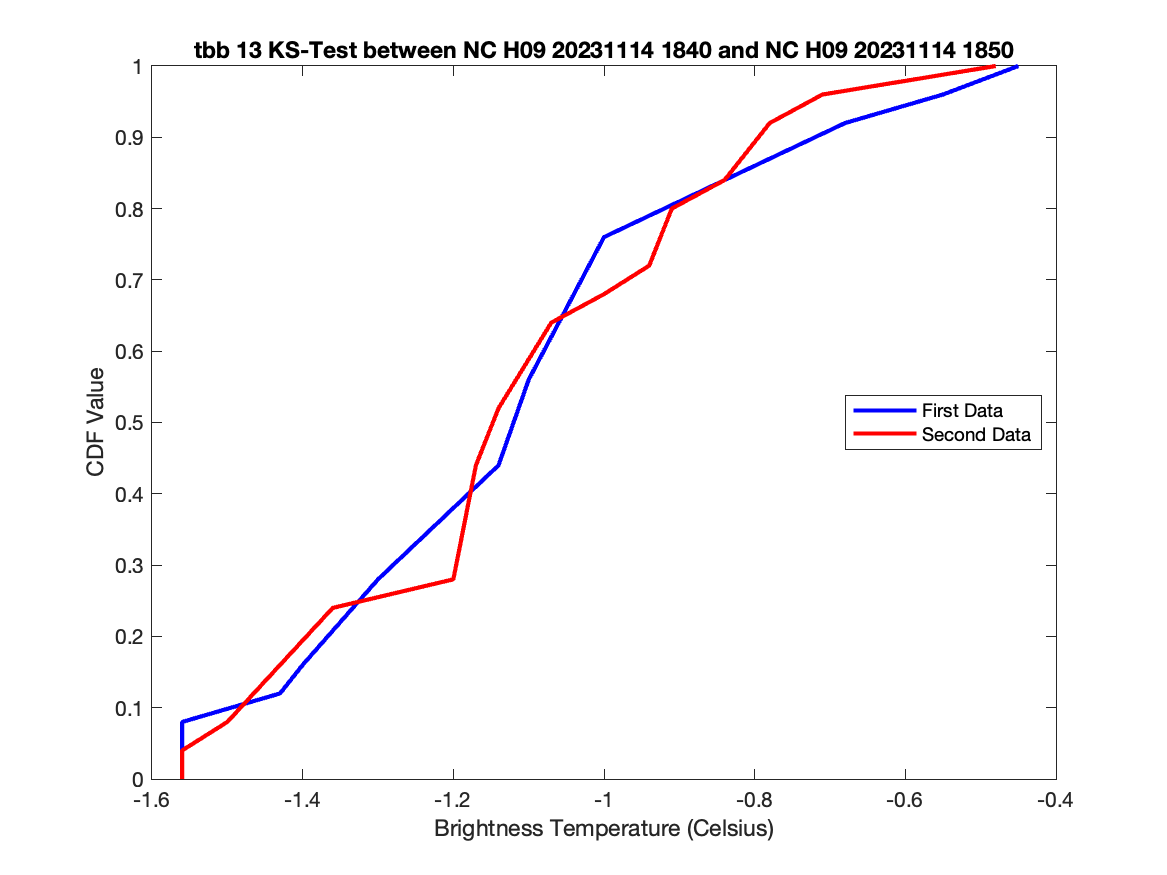 tbb 13 KS-Test between NC H09 20231114 1840 and NC H09 20231114 1850
1
0.9
0.8
0.7
0.6
0.5
0.4
0.3
0.2
0.1
0
CDF Value
First Data
Second Data
-1.6 -1.4 -1.2 -1 -0.8 -0.6 -0.4
Brightness Temperature (Celsius)